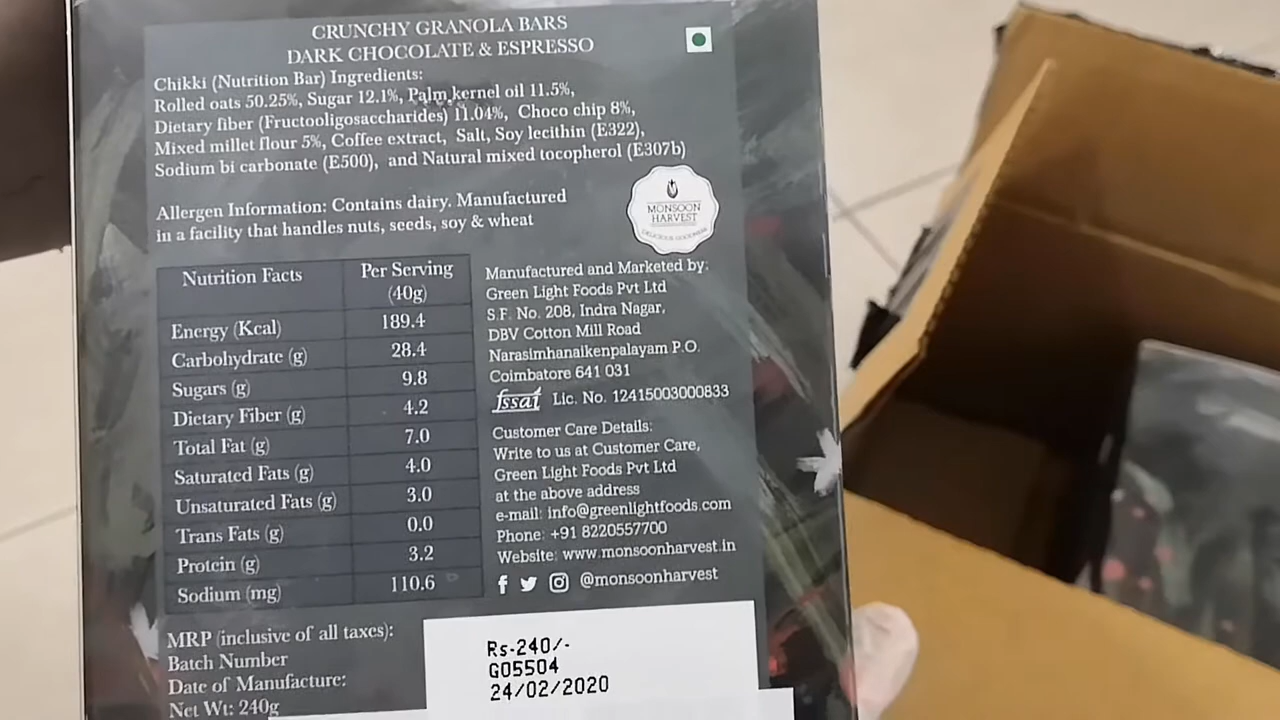 CRUNCHY GRANOLA BARS
DARK CHOCOLATE & ESPRESSO
Chikki (Nutrition Bar) Ingredients:
Rolled oats 50.25%, Sugar 12.1%, Palm kernel oil 11.5%,
Dietary fiber (Fructooligosaccharides) 11.04%, Choco chip 8%,
Mixed millet flour 5%, Coffee extract, Salt, Soy lecithin (E322),
Sodium bi carbonate (E500), and Natural mixed tocopherol (E307b)
Allergen Information: Contains dairy. Manufactured
in a facility that handles nuts, seeds, soy & wheat
MONSOON
HARVEST
DELICIOUS GOODNESS
Nutrition Facts Per Serving
(40g)
Energy (Kcal) 189.4
Carbohydrate (g) 28.4
Sugars (g) 9.8
Dietary Fiber (g) 4.2
Total Fat (g) 7.0
Saturated Fats (g) 4.0
Unsaturated Fats (g) 3.0
Trans Fats (g) 0.0
Protein (g) 3.2
Sodium (mg) 110.6
Manufactured and Marketed by:
Green Light Foods Pvt Ltd
S.F. No. 208, Indra Nagar,
DBV Cotton Mill Road
Narasimhanaikenpalayam P.O.
Coimbatore 641 031
fssai Lic. No. 12415003000833
Customer Care Details:
Write to us at Customer Care,
Green Light Foods Pvt Ltd
at the above address
e-mail: info@greenlightfoods.com
Phone: +91 8220557700
Website: www.monsoonharvest.in
@monsoonharvest
MRP (inclusive of all taxes): Rs-240/-
Batch Number G05504
Date of Manufacture: 24/02/2020
Net Wt: 240g